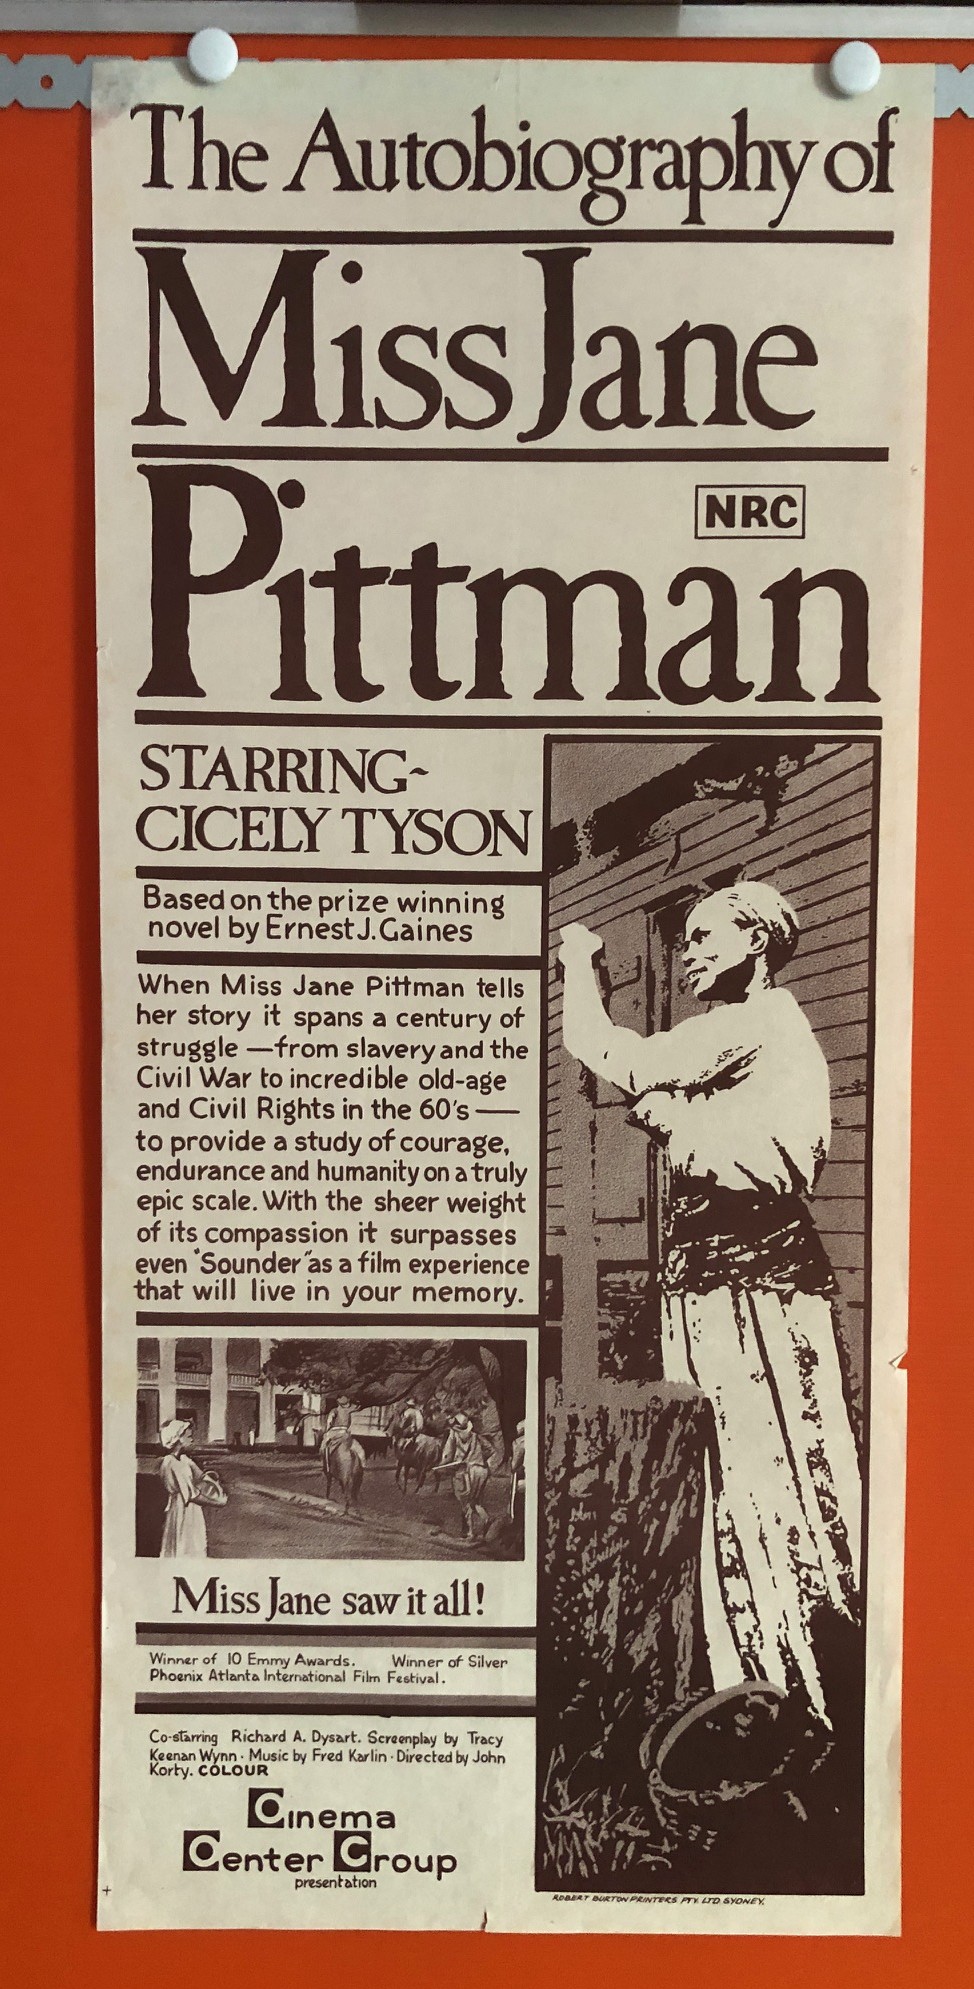 The Autobiography of
Miss Jane
Pittman
NRC
STARRING~
CICELY TYSON
Based on the prize winning
novel by Ernest J. Gaines
When Miss Jane Pittman tells
her story it spans a century of
struggle —from slavery and the
Civil War to incredible old-age
and Civil Rights in the 60's —
to provide a study of courage,
endurance and humanity on a truly
epic scale. With the sheer weight
of its compassion it surpasses
even "Sounder" as a film experience
that will live in your memory.
Miss Jane saw it all!
Winner of 10 Emmy Awards. Winner of Silver
Phoenix Atlanta International Film Festival.
Co-starring Richard A. Dysart. Screenplay by Tracy
Keenan Wynn · Music by Fred Karlin · Directed by John
Korty. COLOUR
Cinema
Center Group
presentation
ROBERT BURTON PRINTERS PTY. LTD. SYDNEY.